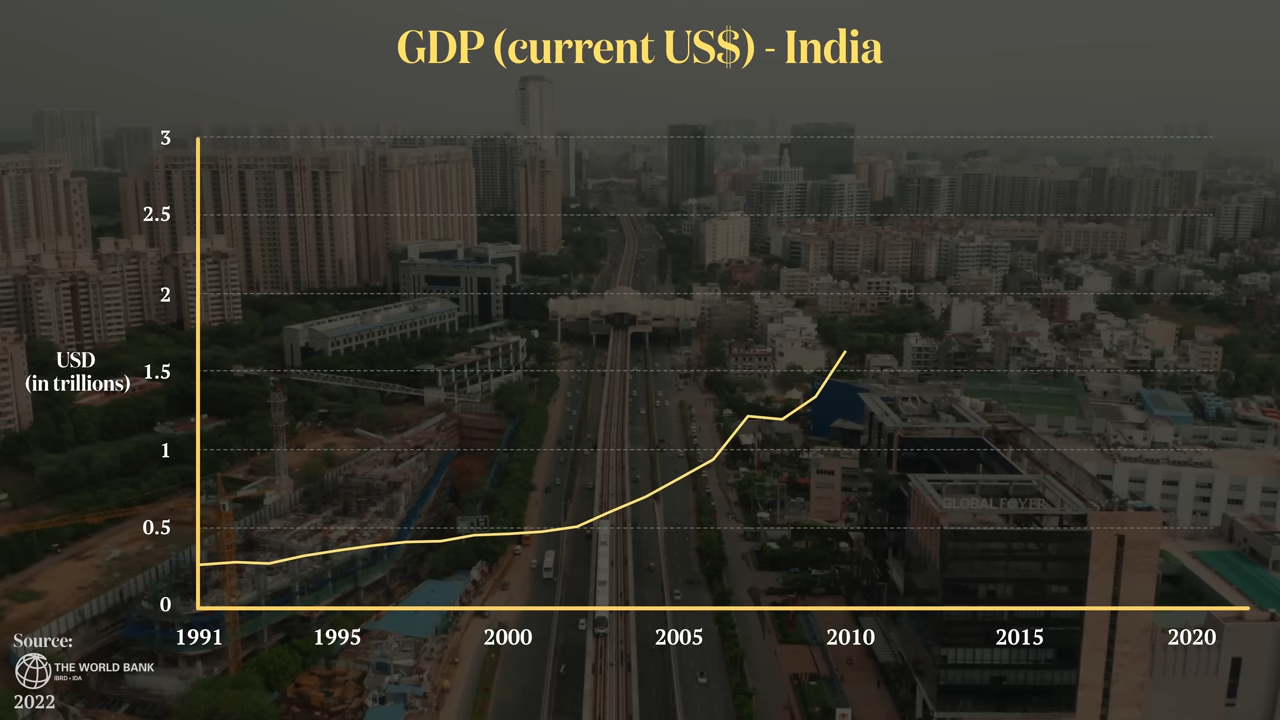 GDP (current US$) - India
3
2.5
2
USD
(in trillions)
1.5
1
0.5
0
GLOBAL FOYER
1991 1995 2000 2005 2010 2015 2020
Source:
THE WORLD BANK
IBRD • IDA
2022